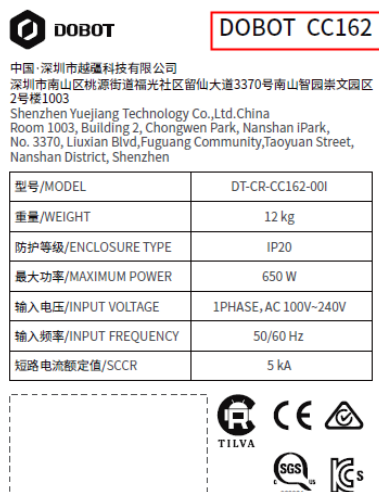 DOBOT
DOBOT CC162
中国·深圳市越疆科技有限公司
深圳市南山区桃源街道福光社区留仙大道3370号南山智园崇文园区
2号楼1003
Shenzhen Yuejiang Technology Co.,Ltd.China
Room 1003, Building 2, Chongwen Park, Nanshan iPark,
No. 3370, Liuxian Blvd,Fuguang Community,Taoyuan Street,
Nanshan District, Shenzhen
型号/MODEL DT-CR-CC162-00I
重量/WEIGHT 12 kg
防护等级/ENCLOSURE TYPE IP20
最大功率/MAXIMUM POWER 650 W
输入电压/INPUT VOLTAGE 1PHASE, AC 100V~240V
输入频率/INPUT FREQUENCY 50/60 Hz
短路电流额定值/SCCR 5 kA
TILVA
CE
SGS
c us
KC s